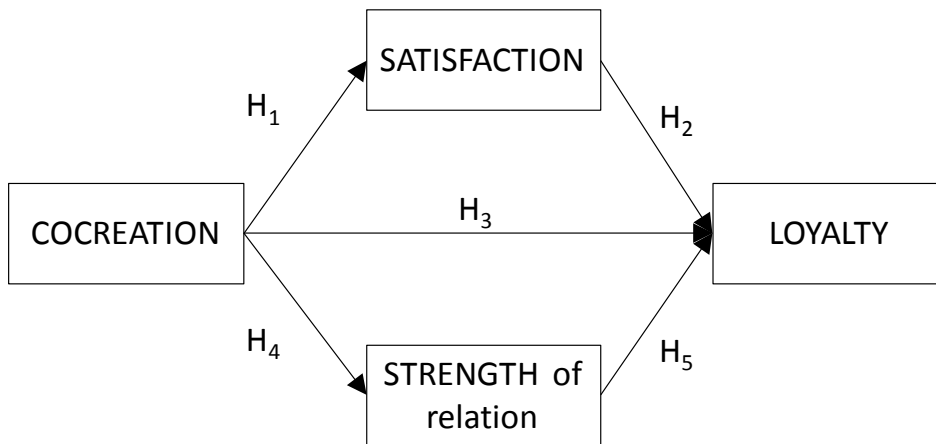 SATISFACTION
H₁
H₂
COCREATION
H₃
LOYALTY
H₄
H₅
STRENGTH of
relation